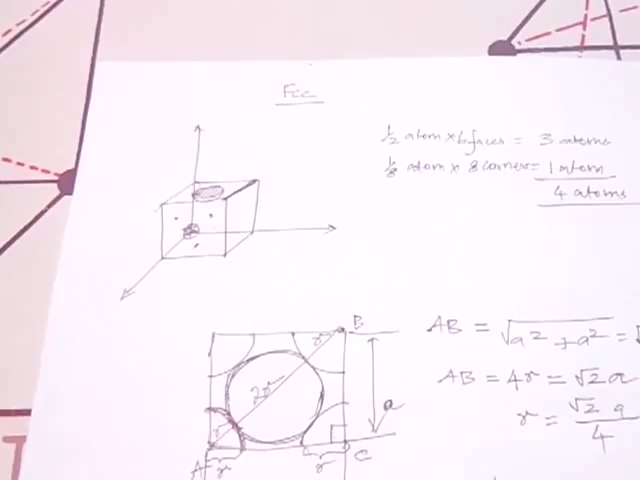 Fcc
1/2 atom × 6 faces = 3 atoms
1/8 atom × 8 corners = 1 atom
4 atoms
B
AB = √a² + a² = √
r
2r
a
AB = 4r = √2 a
r = √2 a / 4
r
A r r C